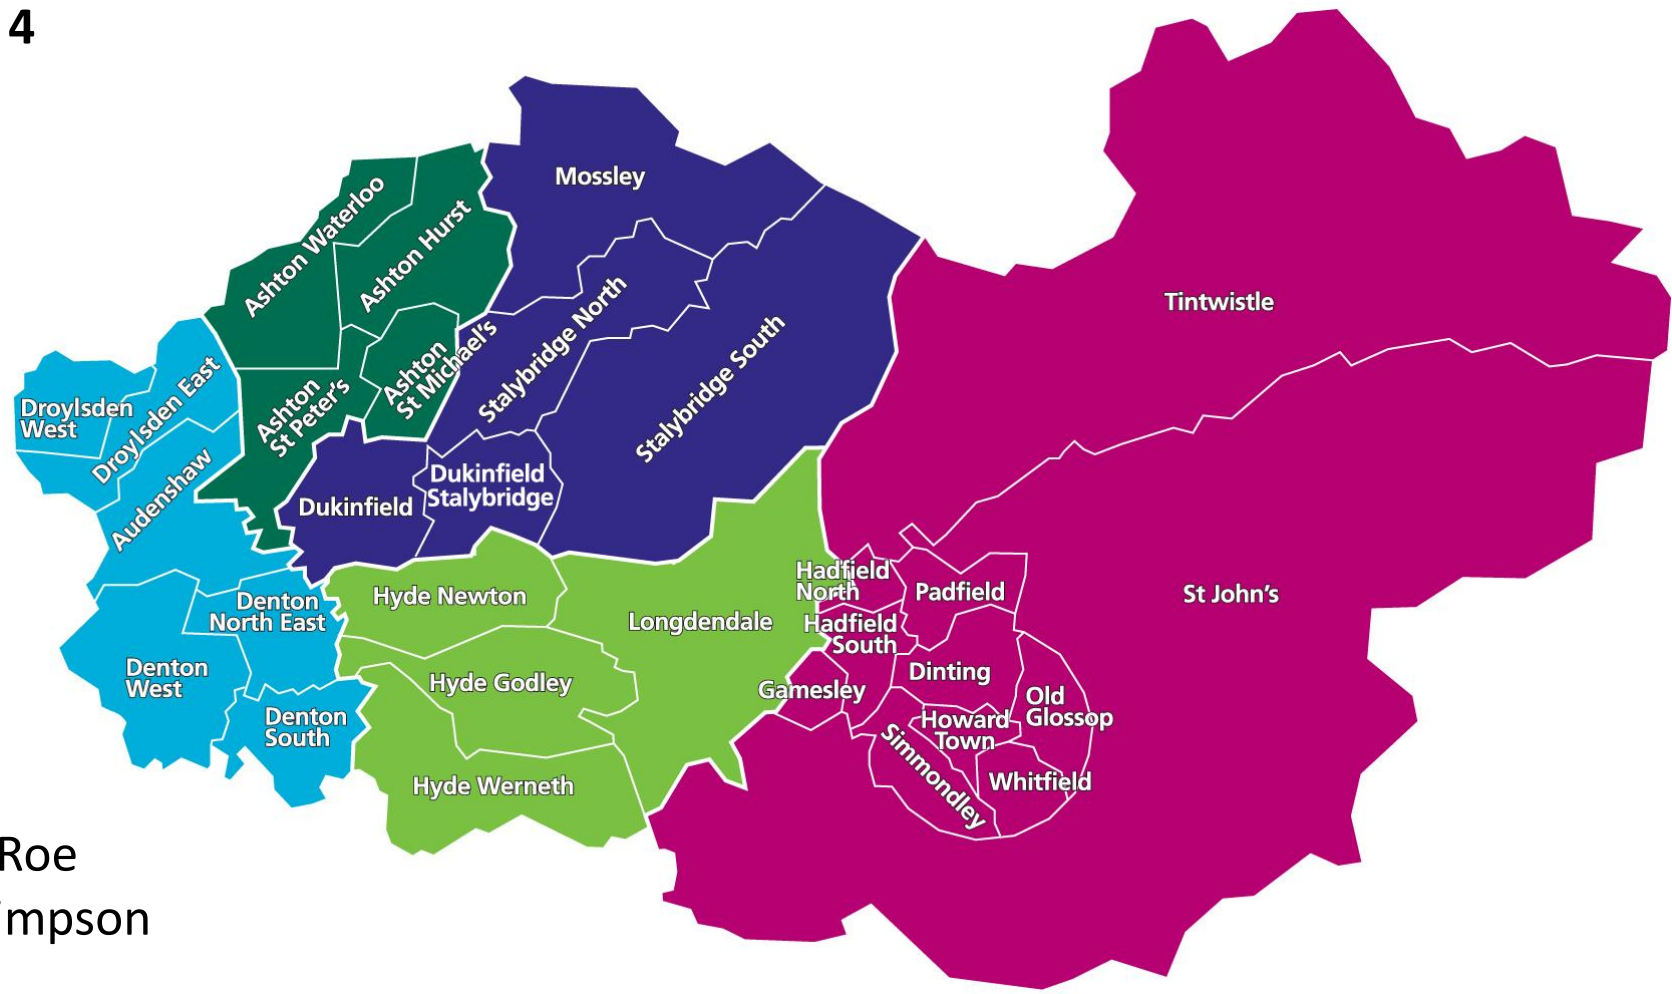 4
Mossley
Ashton Waterloo
Ashton Hurst
Tintwistle
Stalybridge North
Ashton
St Michael's
Stalybridge South
Ashton
St Peter's
Droylsden
West
Droylsden East
Audenshaw
Dukinfield
Stalybridge
Dukinfield
Hadfield
North
Padfield
St John's
Hyde Newton
Denton
North East
Longdendale
Hadfield
South
Denton
West
Hyde Godley
Gamesley
Dinting
Old
Glossop
Denton
South
Howard
Town
Simmondley
Whitfield
Hyde Werneth
Roe
impson